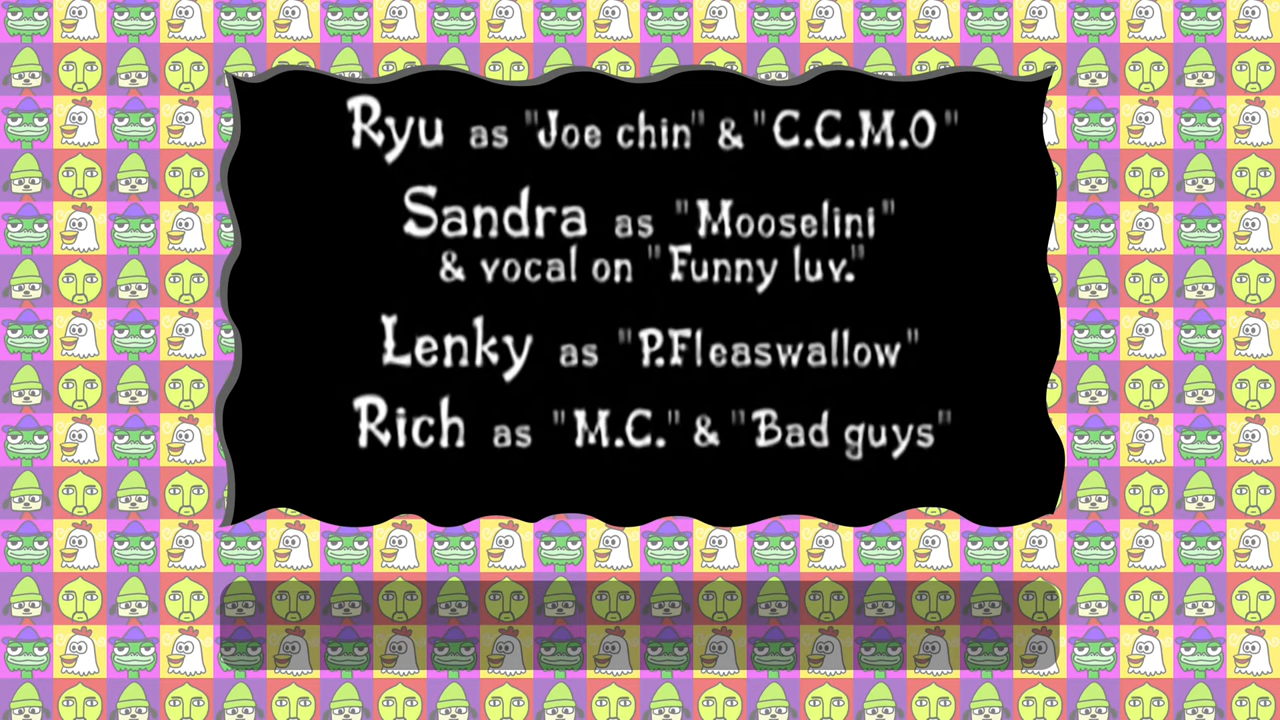 Ryu as "Joe chin" & "C.C.M.O"
Sandra as "Mooselini"
& vocal on "Funny luv."
Lenky as "P.Fleaswallow"
Rich as "M.C." & "Bad guys"